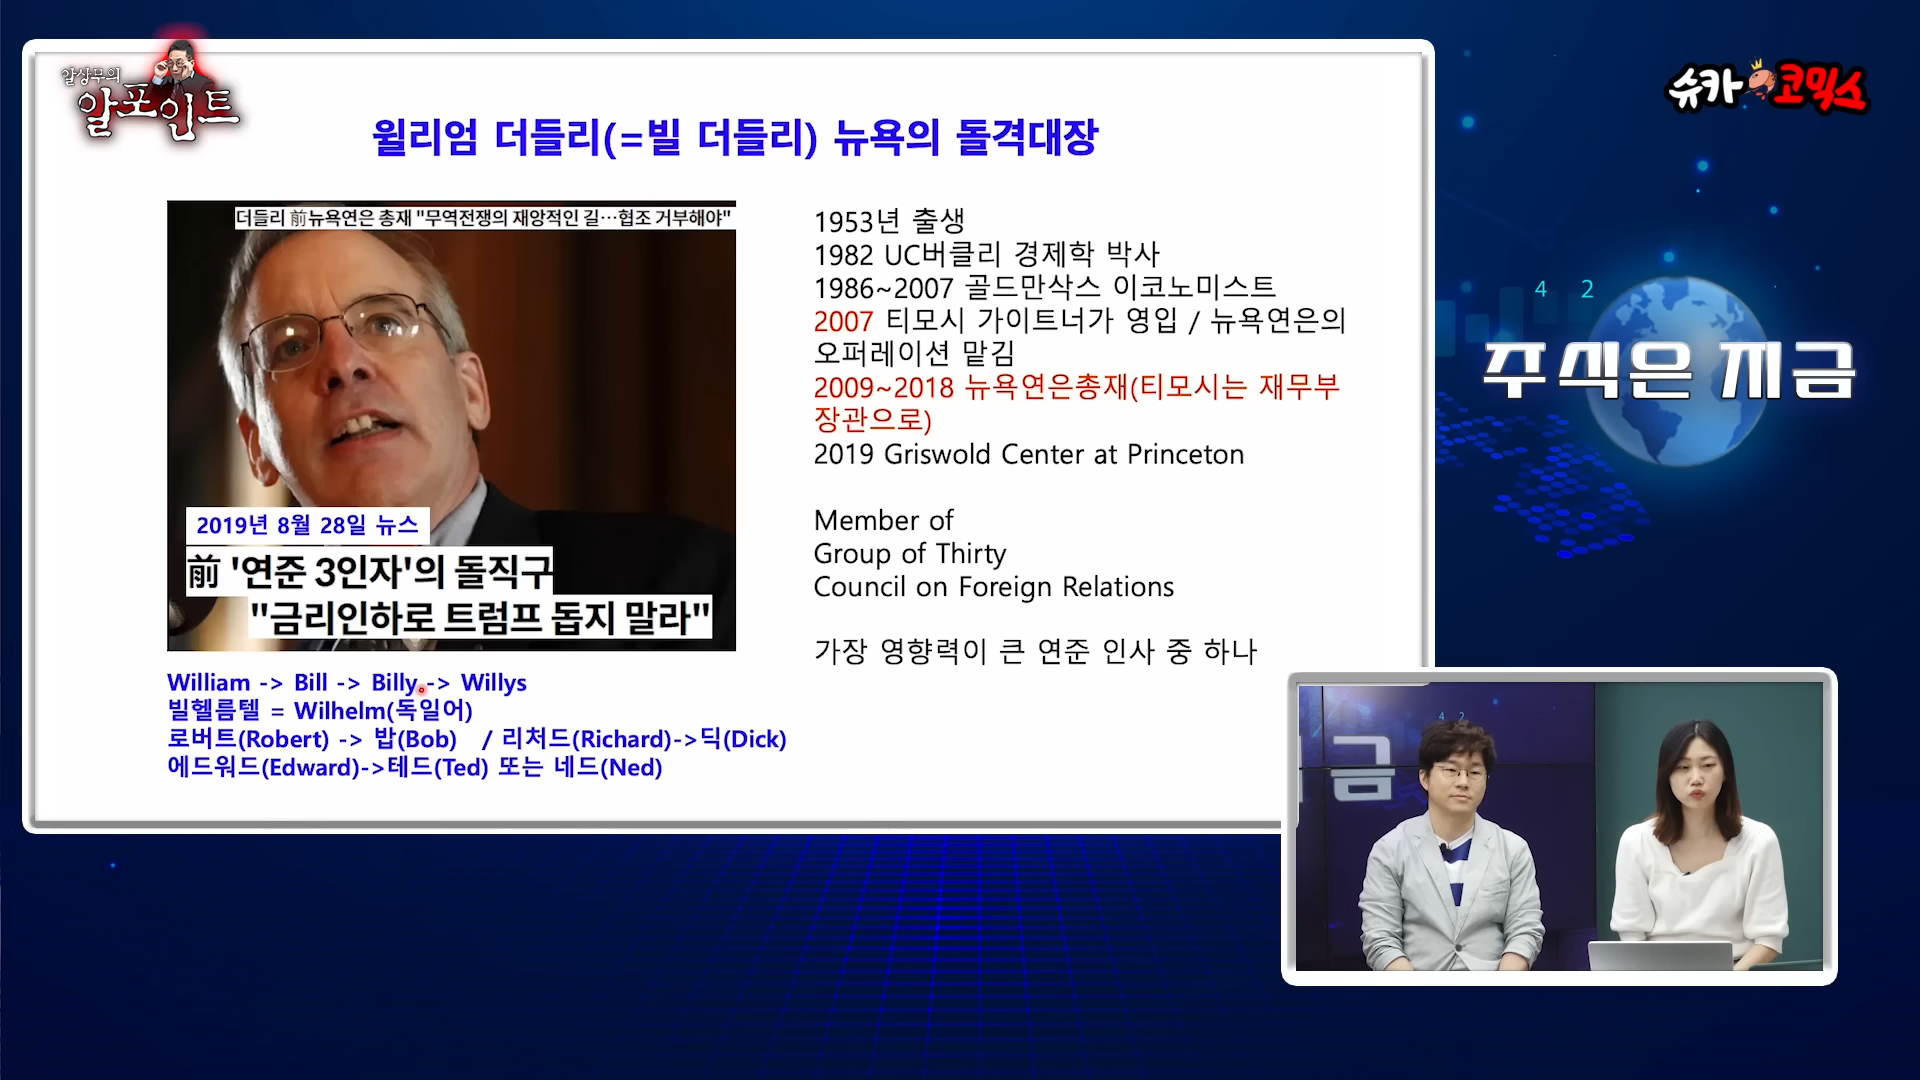 알상무의
알포인트
슈카코믹스
윌리엄 더들리(=빌 더들리) 뉴욕의 돌격대장
더들리 前뉴욕연은 총재 "무역전쟁의 재앙적인 길…협조 거부해야"
2019년 8월 28일 뉴스
前 '연준 3인자'의 돌직구
"금리인하로 트럼프 돕지 말라"
William -> Bill -> Billy -> Willys
빌헬름텔 = Wilhelm(독일어)
로버트(Robert) -> 밥(Bob) / 리처드(Richard)->딕(Dick)
에드워드(Edward)->테드(Ted) 또는 네드(Ned)
1953년 출생
1982 UC버클리 경제학 박사
1986~2007 골드만삭스 이코노미스트
2007 티모시 가이트너가 영입 / 뉴욕연은의
오퍼레이션 맡김
2009~2018 뉴욕연은총재(티모시는 재무부
장관으로)
2019 Griswold Center at Princeton
Member of
Group of Thirty
Council on Foreign Relations
가장 영향력이 큰 연준 인사 중 하나
4 2
주식은 지금
4 2
금